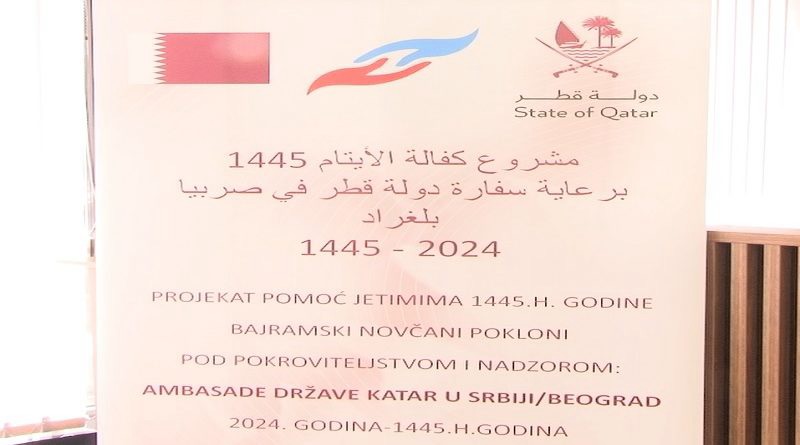 دولة قطر
State of Qatar
مشروع كفالة الأيتام 1445
برعاية سفارة دولة قطر في صربيا
بلغراد
1445 - 2024
PROJEKAT POMOĆ JETIMIMA 1445.H. GODINE
BAJRAMSKI NOVČANI POKLONI
POD POKROVITELJSTVOM I NADZOROM:
AMBASADE DRŽAVE KATAR U SRBIJI/BEOGRAD
2024. GODINA-1445.H.GODINA